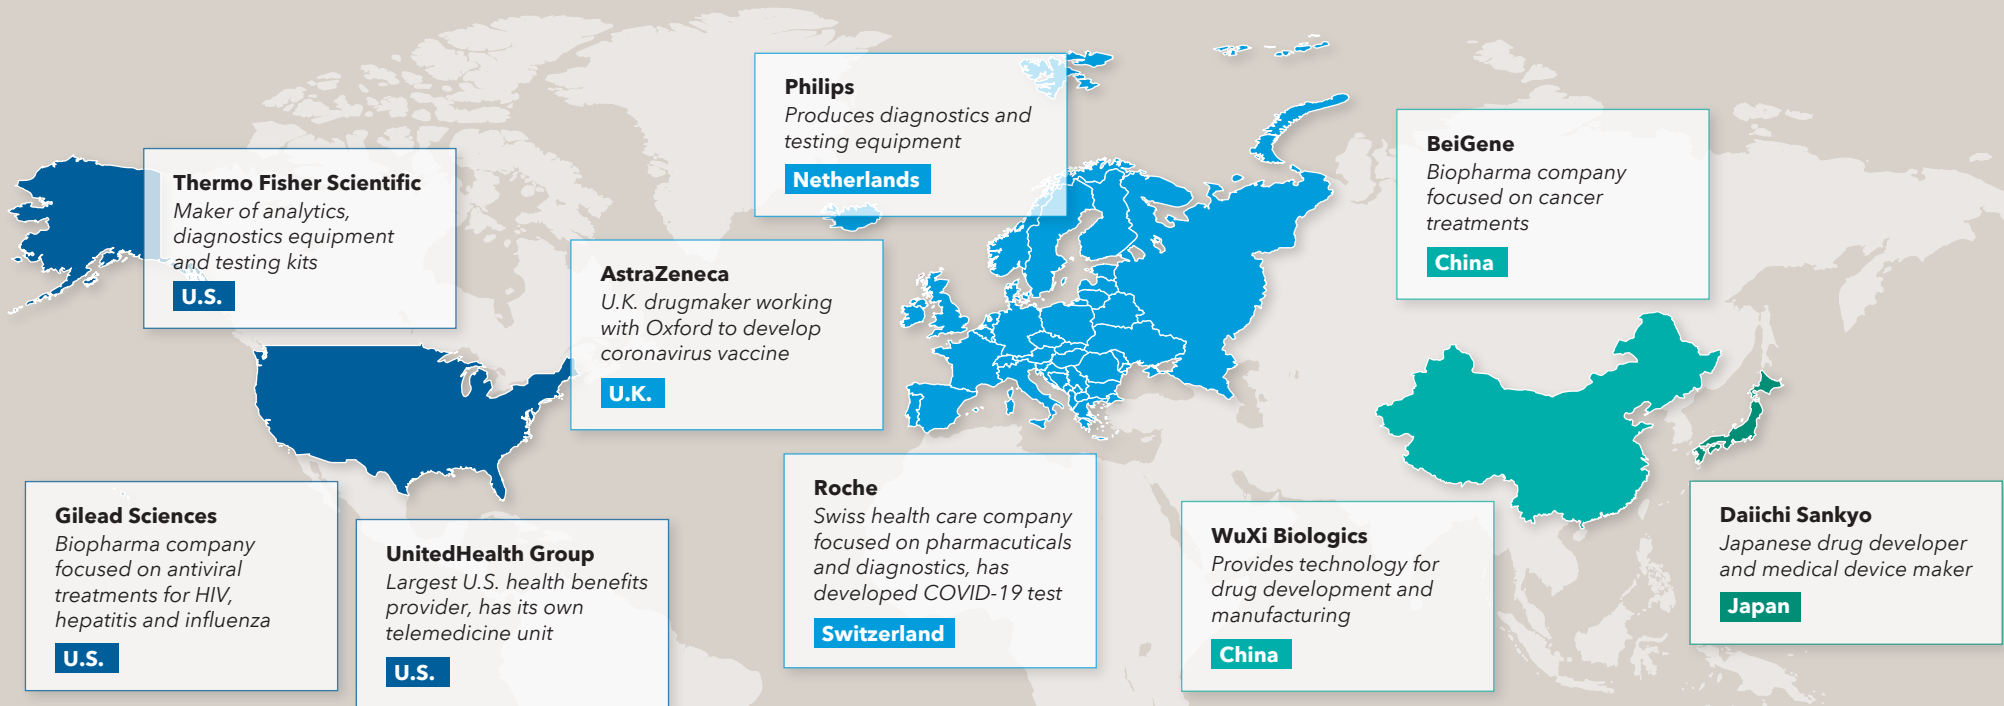 Thermo Fisher Scientific
Maker of analytics,
diagnostics equipment
and testing kits
U.S.
Gilead Sciences
Biopharma company
focused on antiviral
treatments for HIV,
hepatitis and influenza
U.S.
UnitedHealth Group
Largest U.S. health benefits
provider, has its own
telemedicine unit
U.S.
AstraZeneca
U.K. drugmaker working
with Oxford to develop
coronavirus vaccine
U.K.
Philips
Produces diagnostics and
testing equipment
Netherlands
Roche
Swiss health care company
focused on pharmacuticals
and diagnostics, has
developed COVID-19 test
Switzerland
BeiGene
Biopharma company
focused on cancer
treatments
China
WuXi Biologics
Provides technology for
drug development and
manufacturing
China
Daiichi Sankyo
Japanese drug developer
and medical device maker
Japan